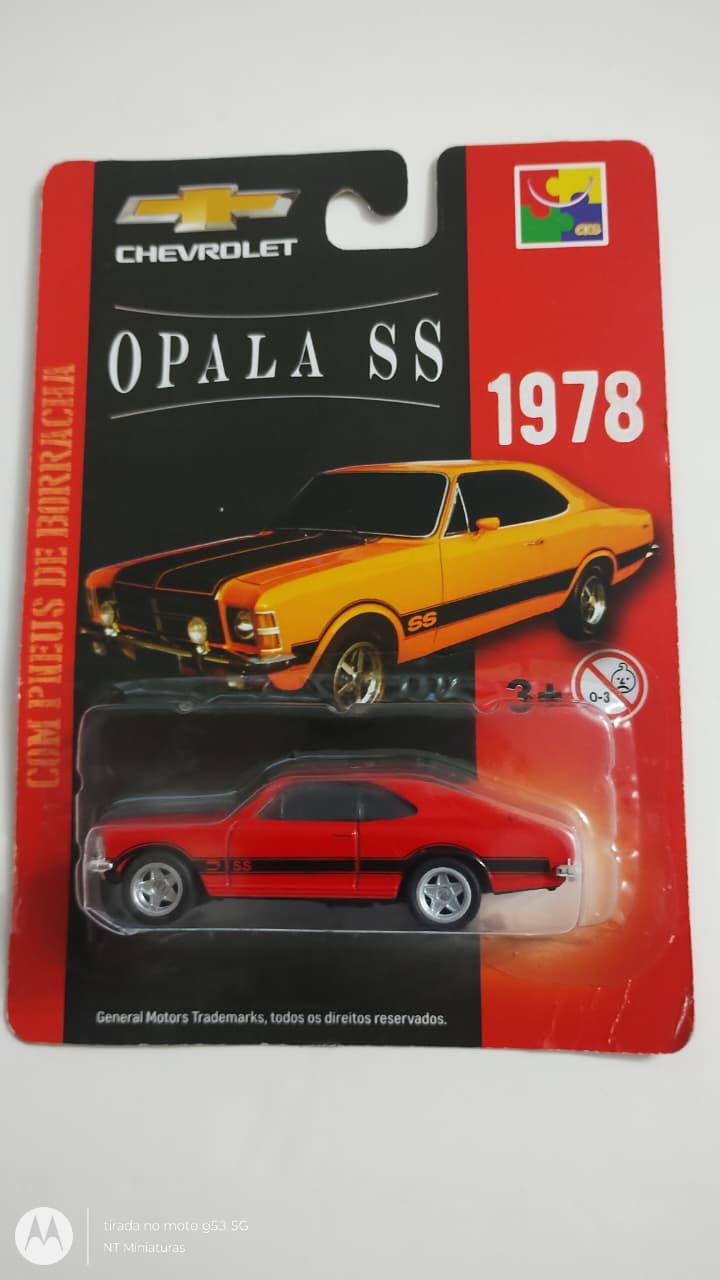 CHEVROLET
OPALA SS
1978
COM PNEUS DE BORRACHA
SS
3+
0-3
SS
General Motors Trademarks, todos os direitos reservados.
tirada no moto g53 5G
NT Miniaturas